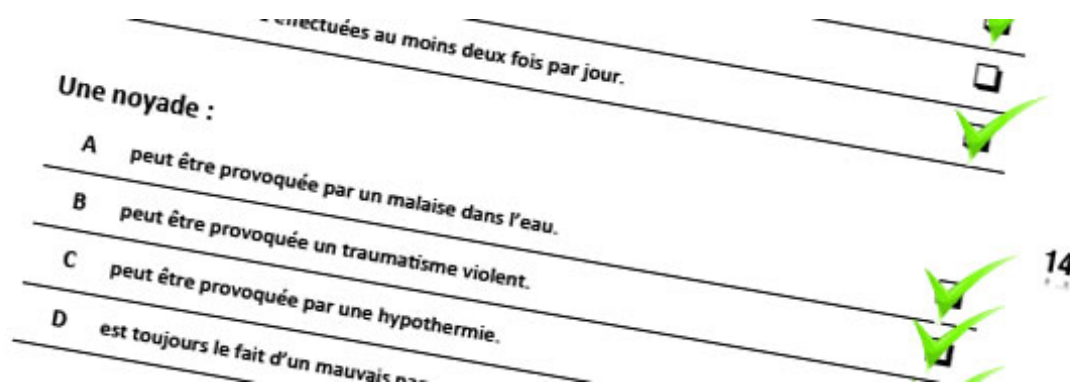 effectuées au moins deux fois par jour.
Une noyade :
A peut être provoquée par un malaise dans l'eau.
B peut être provoquée un traumatisme violent.
C peut être provoquée par une hypothermie.
D est toujours le fait d'un mauvais
14